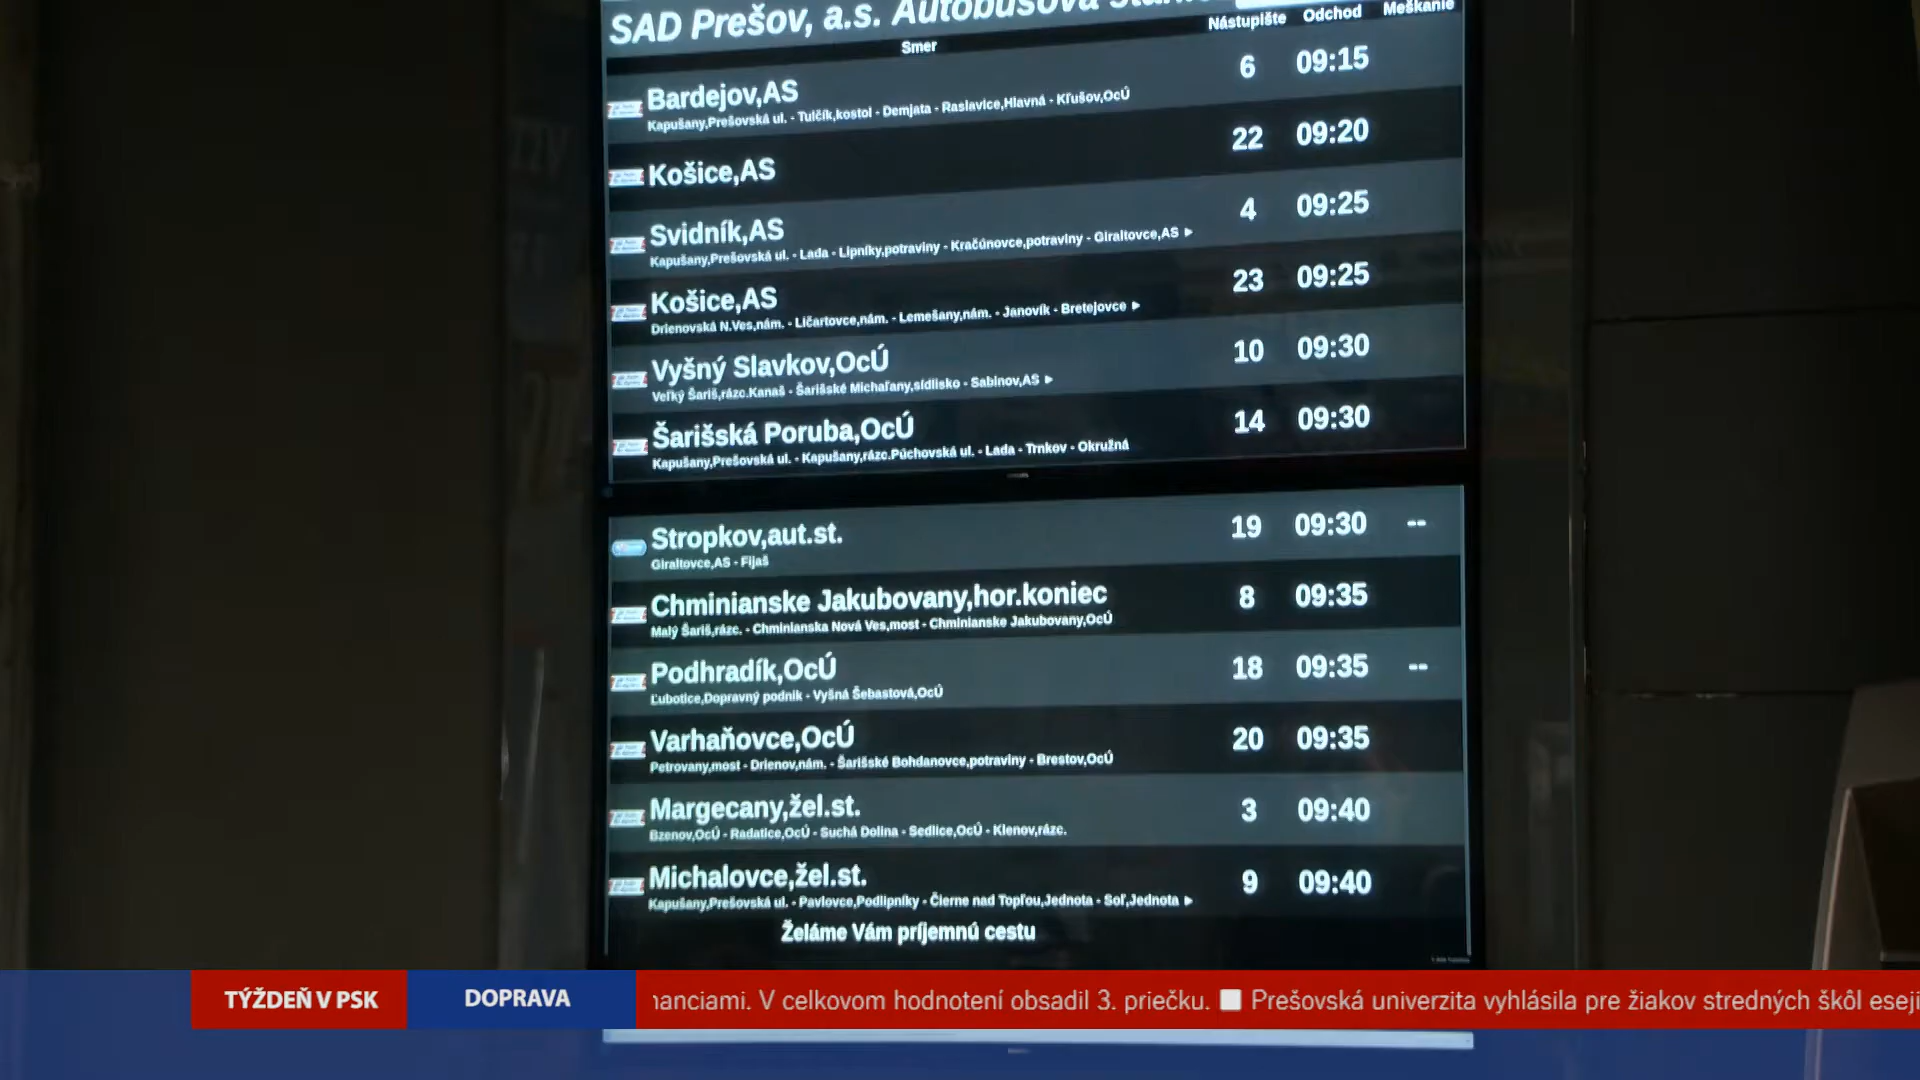 SAD Prešov, a.s. Autobusová
Smer Nástupište Odchod Meškanie
Bardejov,AS 6 09:15
Kapušany,Prešovská ul. - Tulčík,kostol - Demjata - Raslavice,Hlavná - Kľušov,OcÚ
Košice,AS 22 09:20
Svidník,AS 4 09:25
Kapušany,Prešovská ul. - Lada - Lipníky,potraviny - Kračúnovce,potraviny - Giraltovce,AS ►
Košice,AS 23 09:25
Drienovská N.Ves,nám. - Ličartovce,nám. - Lemešany,nám. - Janovík - Bretejovce ►
Vyšný Slavkov,OcÚ 10 09:30
Veľký Šariš,rázc.Kanaš - Šarišské Michaľany,sídlisko - Sabinov,AS ►
Šarišská Poruba,OcÚ 14 09:30
Kapušany,Prešovská ul. - Kapušany,rázc.Púchovská ul. - Lada - Trnkov - Okružná
Stropkov,aut.st. 19 09:30 --
Giraltovce,AS - Fijaš
Chminianske Jakubovany,hor.koniec 8 09:35
Malý Šariš,rázc. - Chminianska Nová Ves,most - Chminianske Jakubovany,OcÚ
Podhradík,OcÚ 18 09:35 --
Ľubotice,Dopravný podnik - Vyšná Šebastová,OcÚ
Varhaňovce,OcÚ 20 09:35
Petrovany,most - Drienov,nám. - Šarišské Bohdanovce,potraviny - Brestov,OcÚ
Margecany,žel.st. 3 09:40
Bzenov,OcÚ - Radatice,OcÚ - Suchá Dolina - Sedlice,OcÚ - Klenov,rázc.
Michalovce,žel.st. 9 09:40
Kapušany,Prešovská ul. - Pavlovce,Podlipníky - Čierne nad Topľou,Jednota - Soľ,Jednota ►
Želáme Vám príjemnú cestu
TÝŽDEŇ V PSK DOPRAVA nanciami. V celkovom hodnotení obsadil 3. priečku. Prešovská univerzita vyhlásila pre žiakov stredných škôl eseji